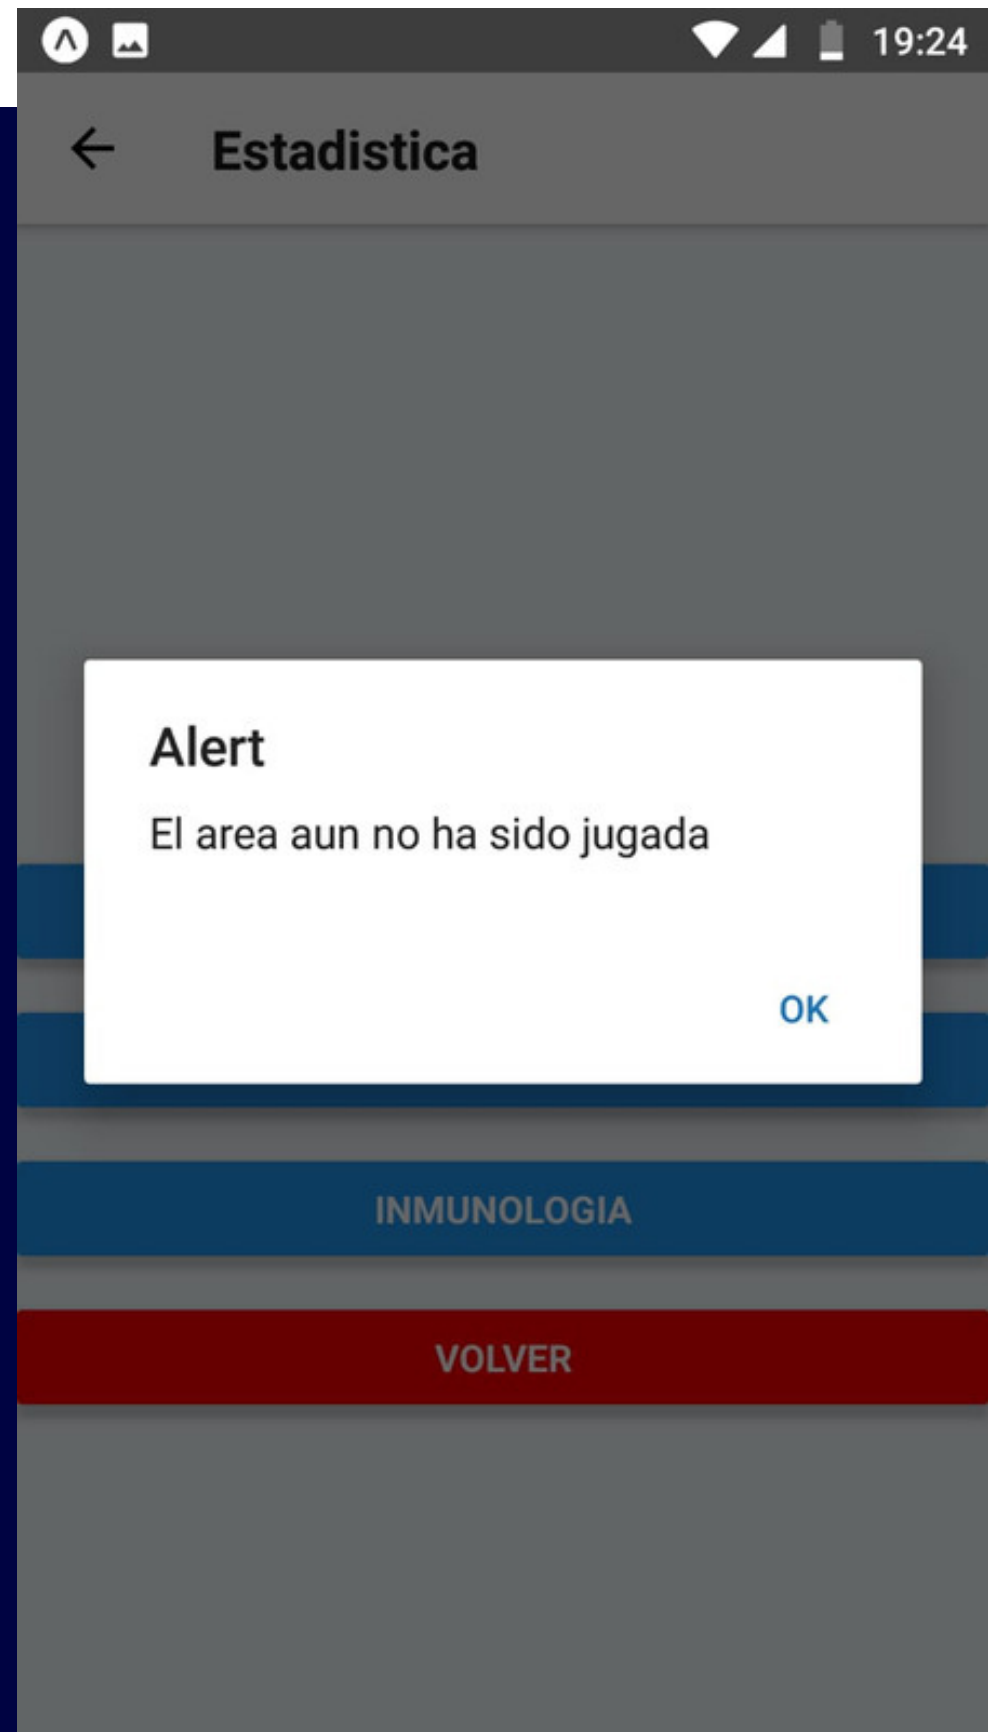 19:24
Estadistica
Alert
El area aun no ha sido jugada
OK
INMUNOLOGIA
VOLVER